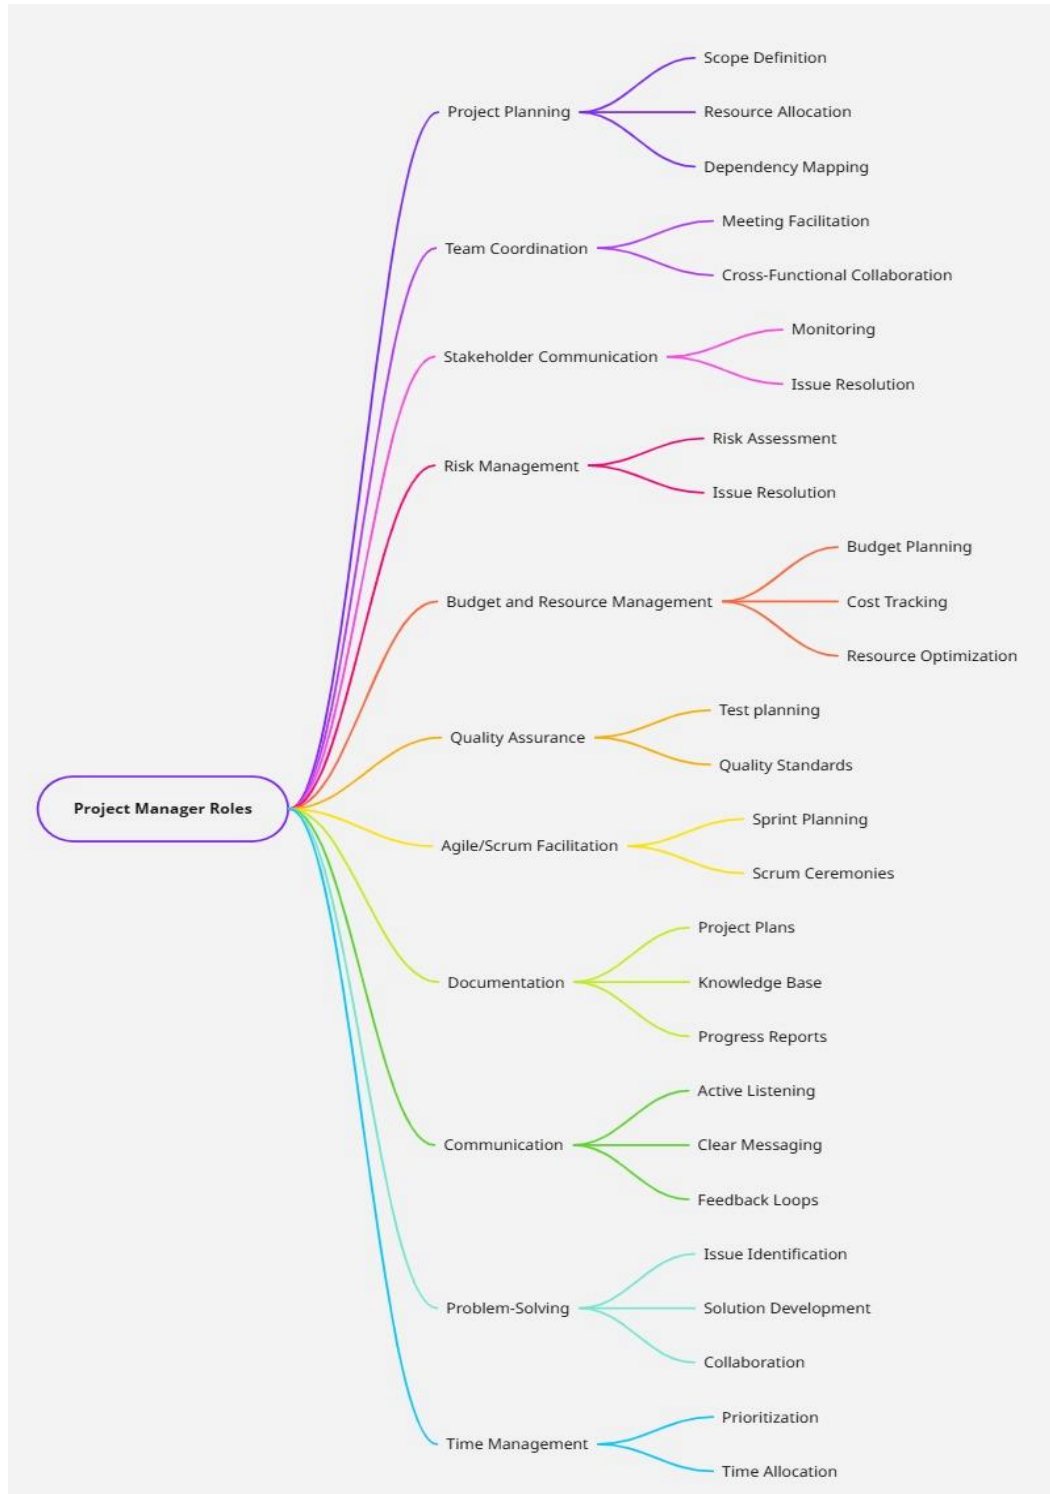 Project Manager Roles
Project Planning
Scope Definition
Resource Allocation
Dependency Mapping
Team Coordination
Meeting Facilitation
Cross-Functional Collaboration
Stakeholder Communication
Monitoring
Issue Resolution
Risk Management
Risk Assessment
Issue Resolution
Budget and Resource Management
Budget Planning
Cost Tracking
Resource Optimization
Quality Assurance
Test planning
Quality Standards
Agile/Scrum Facilitation
Sprint Planning
Scrum Ceremonies
Documentation
Project Plans
Knowledge Base
Progress Reports
Communication
Active Listening
Clear Messaging
Feedback Loops
Problem-Solving
Issue Identification
Solution Development
Collaboration
Time Management
Prioritization
Time Allocation